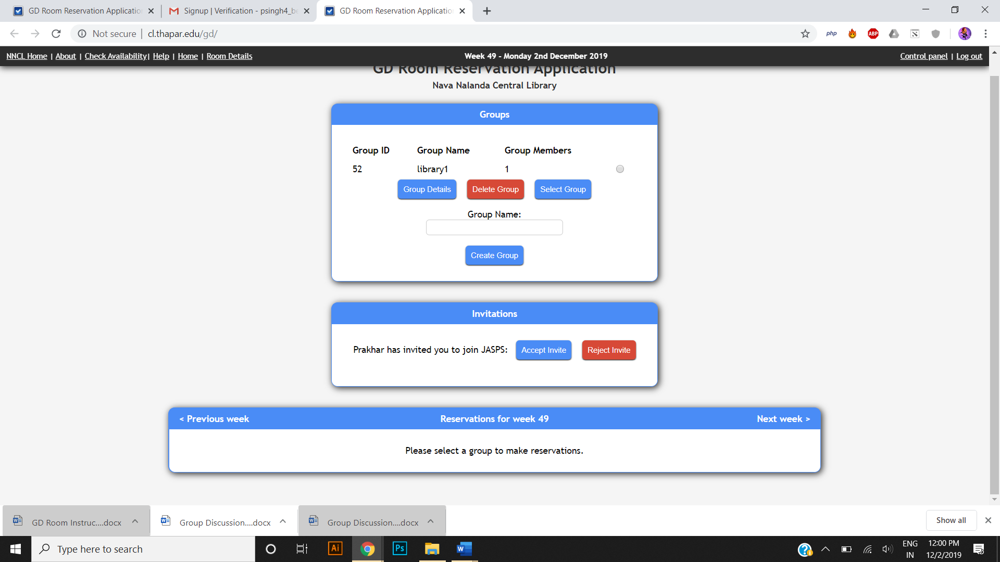 GD Room Reservation Applicatio
Signup | Verification - psingh4_be
GD Room Reservation Applicatio
Not secure | cl.thapar.edu/gd/
php
ABP
NNCL Home | About | Check Availability | Help | Home | Room Details
Week 49 - Monday 2nd December 2019
Control panel | Log out
GD Room Reservation Application
Nava Nalanda Central Library
Groups
Group ID Group Name Group Members
52 library1 1
Group Details Delete Group Select Group
Group Name:
Create Group
Invitations
Prakhar has invited you to join JASPS: Accept Invite Reject Invite
< Previous week Reservations for week 49 Next week >
Please select a group to make reservations.
GD Room Instruc....docx Group Discussion....docx Group Discussion....docx Show all
Type here to search
Ai
Ps
W
ENG
IN
12:00 PM
12/2/2019